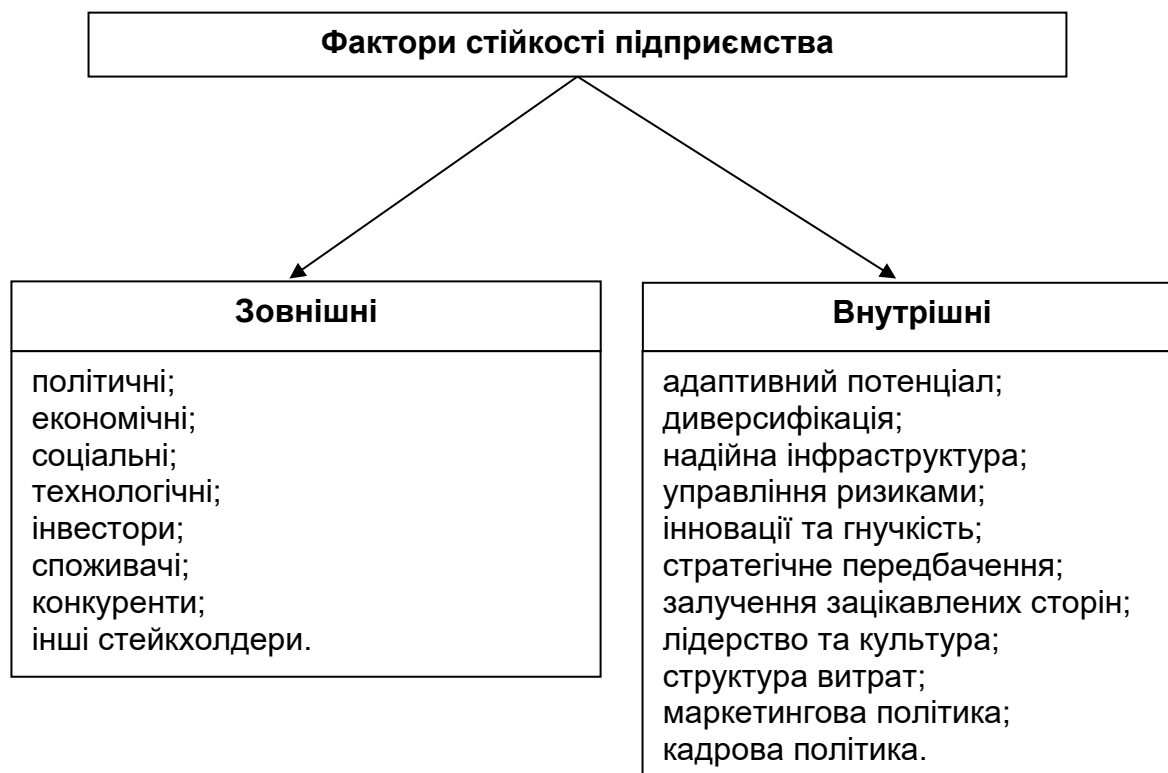 Фактори стійкості підприємства
Зовнішні
політичні;
економічні;
соціальні;
технологічні;
інвестори;
споживачі;
конкуренти;
інші стейкхолдери.
Внутрішні
адаптивний потенціал;
диверсифікація;
надійна інфраструктура;
управління ризиками;
інновації та гнучкість;
стратегічне передбачення;
залучення зацікавлених сторін;
лідерство та культура;
структура витрат;
маркетингова політика;
кадрова політика.